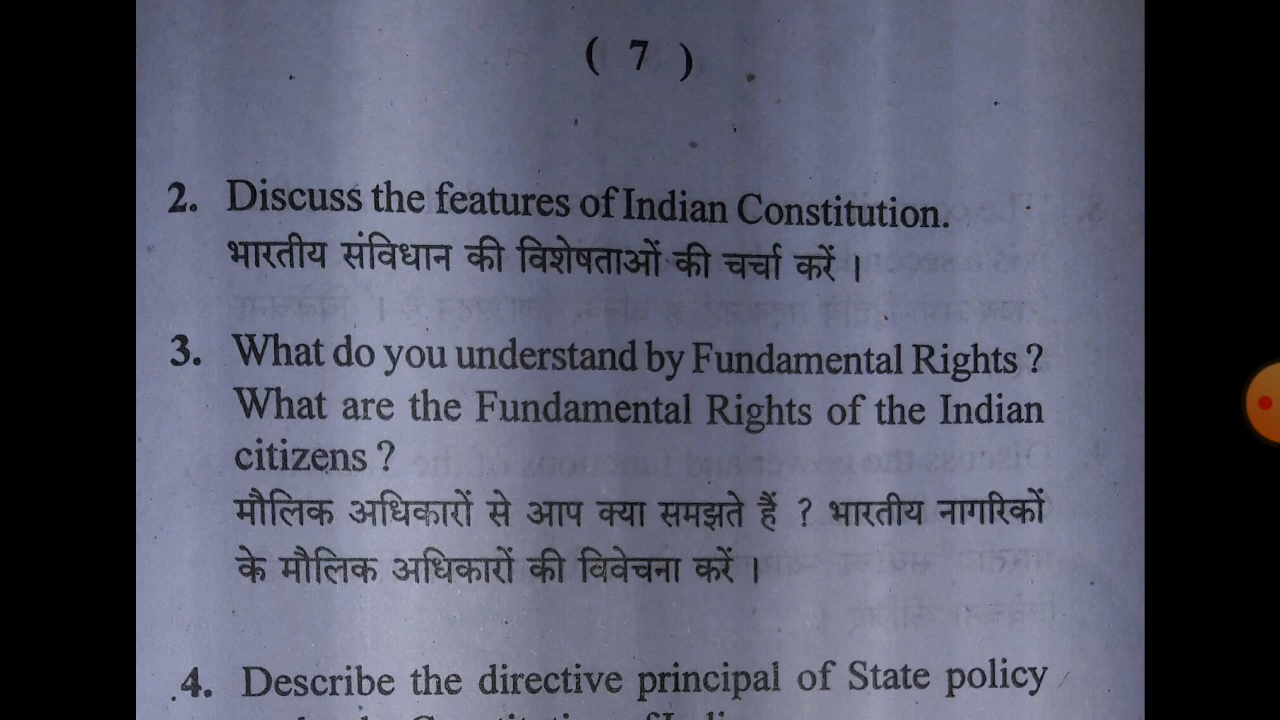 ( 7 )
2. Discuss the features of Indian Constitution.
भारतीय संविधान की विशेषताओं की चर्चा करें ।
3. What do you understand by Fundamental Rights ?
What are the Fundamental Rights of the Indian
citizens ?
मौलिक अधिकारों से आप क्या समझते हैं ? भारतीय नागरिकों
के मौलिक अधिकारों की विवेचना करें ।
4. Describe the directive principal of State policy